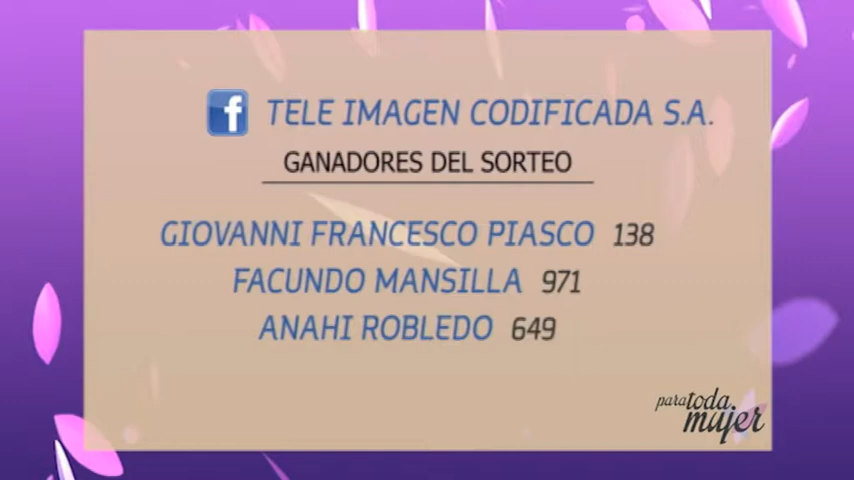 f TELE IMAGEN CODIFICADA S.A.
GANADORES DEL SORTEO
GIOVANNI FRANCESCO PIASCO 138
FACUNDO MANSILLA 971
ANAHI ROBLEDO 649
para toda
mujer